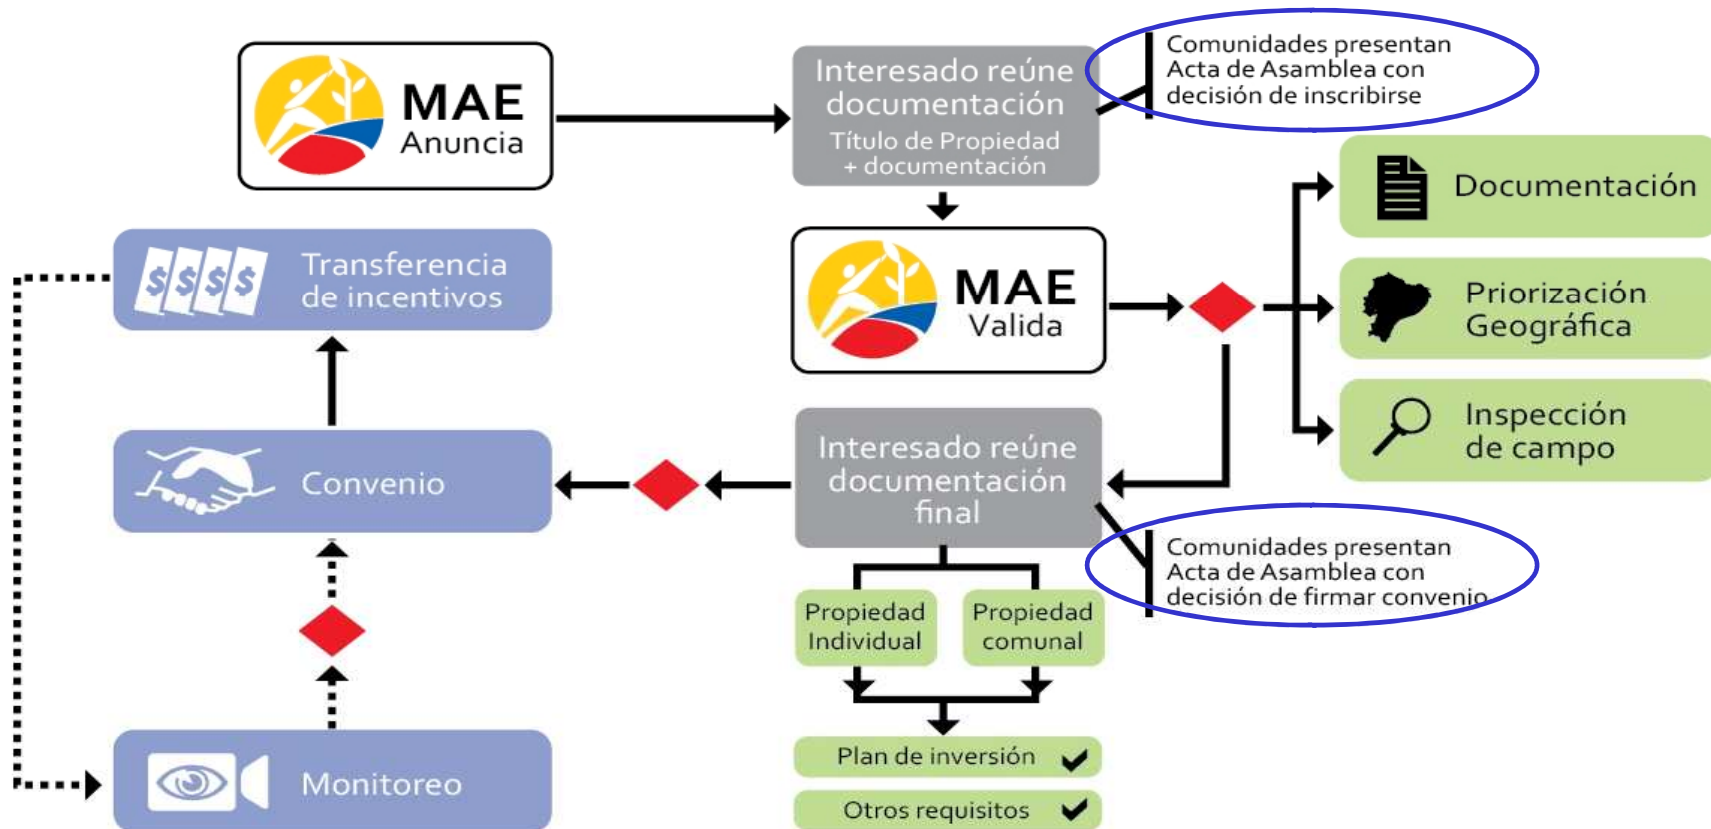 MAE
Anuncia
Interesado reúne
documentación
Título de Propiedad
+ documentación
Comunidades presentan
Acta de Asamblea con
decisión de inscribirse
Documentación
Transferencia
de incentivos
$ $ $ $
MAE
Valida
Priorización
Geográfica
Inspección
de campo
Convenio
Interesado reúne
documentación
final
Comunidades presentan
Acta de Asamblea con
decisión de firmar convenio
Propiedad
Individual
Propiedad
comunal
Monitoreo
Plan de inversión
Otros requisitos